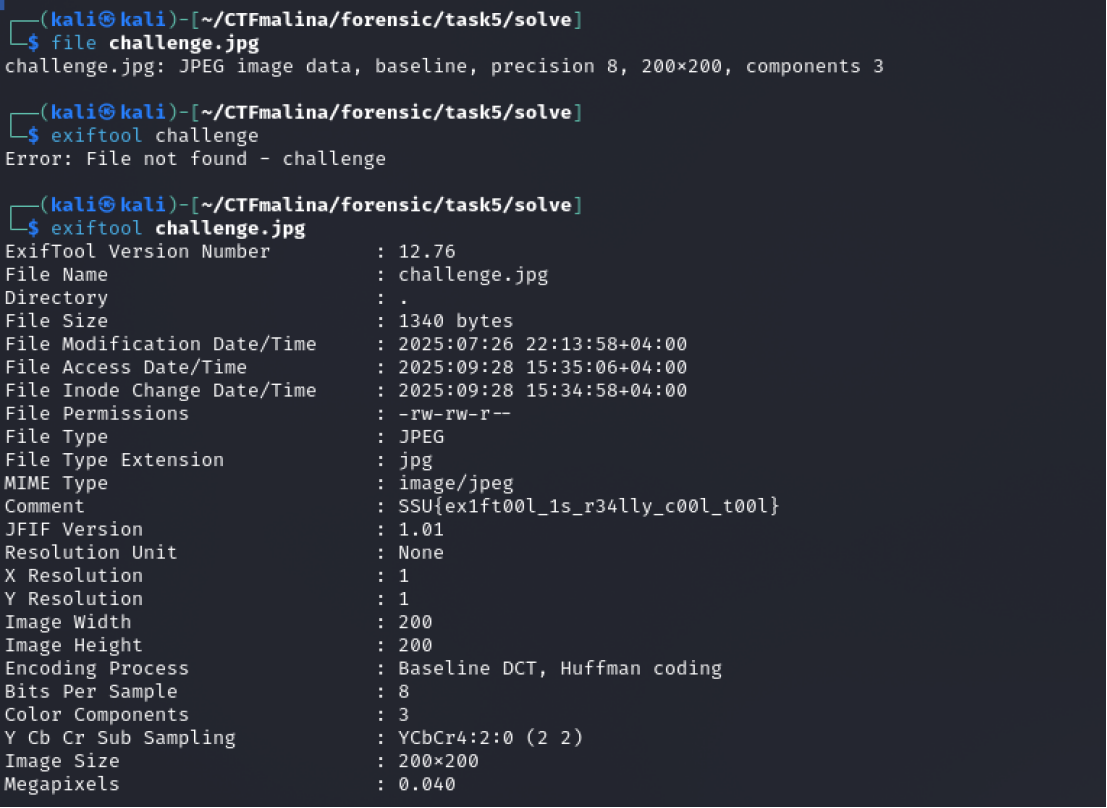 ┌──(kali㉿kali)-[~/CTFmalina/forensic/task5/solve]
└─$ file challenge.jpg
challenge.jpg: JPEG image data, baseline, precision 8, 200×200, components 3
┌──(kali㉿kali)-[~/CTFmalina/forensic/task5/solve]
└─$ exiftool challenge
Error: File not found - challenge
┌──(kali㉿kali)-[~/CTFmalina/forensic/task5/solve]
└─$ exiftool challenge.jpg
ExifTool Version Number : 12.76
File Name : challenge.jpg
Directory : .
File Size : 1340 bytes
File Modification Date/Time : 2025:07:26 22:13:58+04:00
File Access Date/Time : 2025:09:28 15:35:06+04:00
File Inode Change Date/Time : 2025:09:28 15:34:58+04:00
File Permissions : -rw-rw-r--
File Type : JPEG
File Type Extension : jpg
MIME Type : image/jpeg
Comment : SSU{ex1ft00l_1s_r34lly_c00l_t00l}
JFIF Version : 1.01
Resolution Unit : None
X Resolution : 1
Y Resolution : 1
Image Width : 200
Image Height : 200
Encoding Process : Baseline DCT, Huffman coding
Bits Per Sample : 8
Color Components : 3
Y Cb Cr Sub Sampling : YCbCr4:2:0 (2 2)
Image Size : 200×200
Megapixels : 0.040